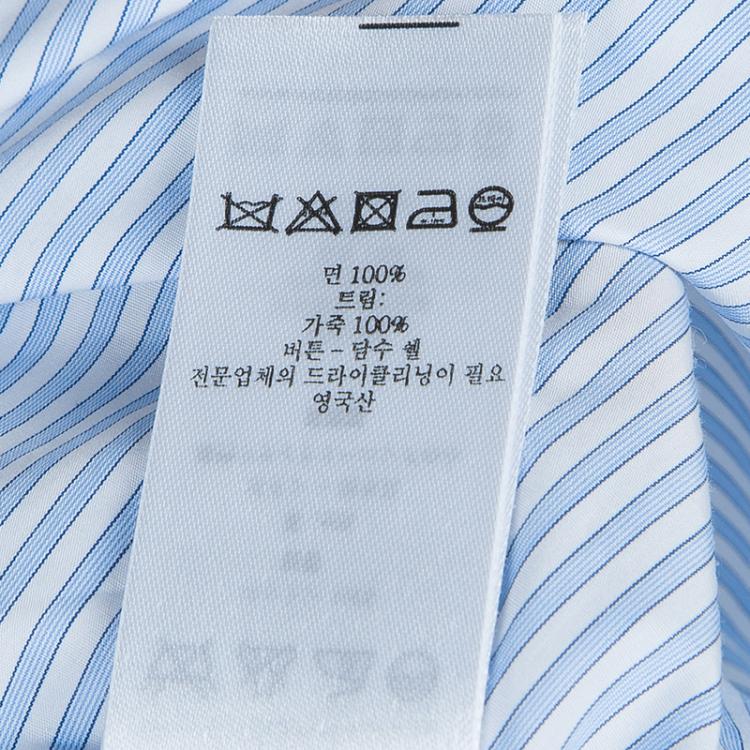 면 100%
트림:
가죽 100%
버튼 - 담수 쉘
전문업체의 드라이클리닝이 필요
영국산